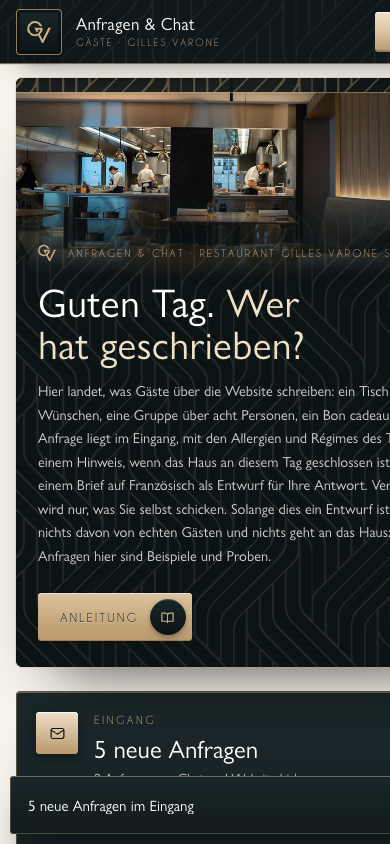 GV
Anfragen & Chat
GÄSTE · GILLES VARONE
GV ANFRAGEN & CHAT · RESTAURANT GILLES VARONE
Guten Tag. Wer
hat geschrieben?
Hier landet, was Gäste über die Website schreiben: ein Tisch
Wünschen, eine Gruppe über acht Personen, ein Bon cadeau
Anfrage liegt im Eingang, mit den Allergien und Régimes des
einem Hinweis, wenn das Haus an diesem Tag geschlossen ist
einem Brief auf Französisch als Entwurf für Ihre Antwort.
wird nur, was Sie selbst schicken. Solange dies ein Entwurf ist
nichts davon von echten Gästen und nichts geht an das Haus:
Anfragen hier sind Beispiele und Proben.
ANLEITUNG
EINGANG
5 neue Anfragen
5 neue Anfragen im Eingang